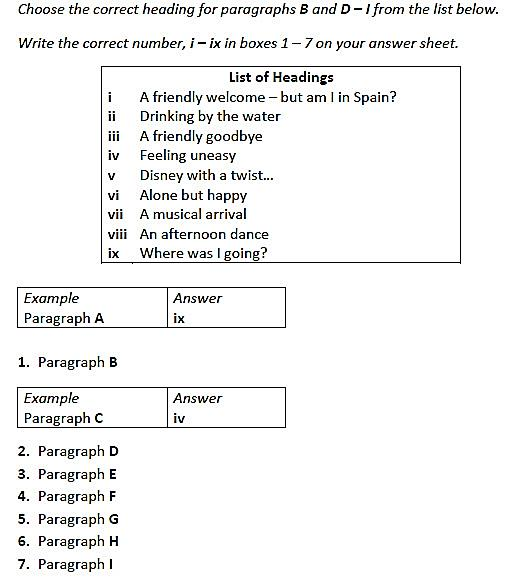 Choose the correct heading for paragraphs B and D – I from the list below.
Write the correct number, i – ix in boxes 1 – 7 on your answer sheet.
List of Headings
i A friendly welcome – but am I in Spain?
ii Drinking by the water
iii A friendly goodbye
iv Feeling uneasy
v Disney with a twist...
vi Alone but happy
vii A musical arrival
viii An afternoon dance
ix Where was I going?
Example Answer
Paragraph A ix
1. Paragraph B
Example Answer
Paragraph C iv
2. Paragraph D
3. Paragraph E
4. Paragraph F
5. Paragraph G
6. Paragraph H
7. Paragraph I